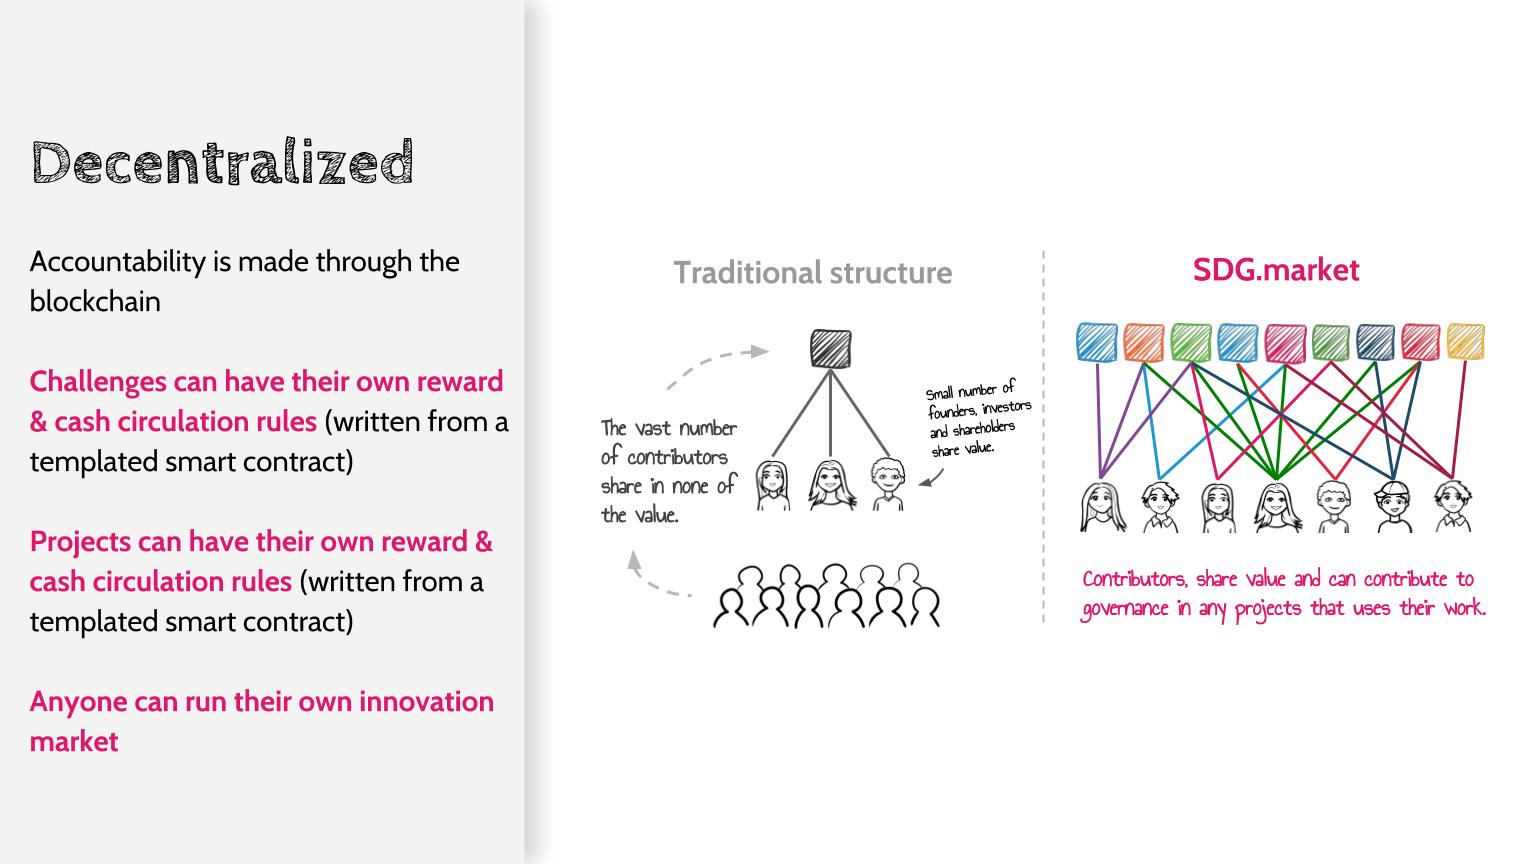 Decentralized
Accountability is made through the
blockchain
Challenges can have their own reward
& cash circulation rules (written from a
templated smart contract)
Projects can have their own reward &
cash circulation rules (written from a
templated smart contract)
Anyone can run their own innovation
market
Traditional structure
The vast number
of contributors
share in none of
the value.
Small number of
founders, investors
and shareholders
share value.
SDG.market
Contributors, share value and can contribute to
governance in any projects that uses their work.